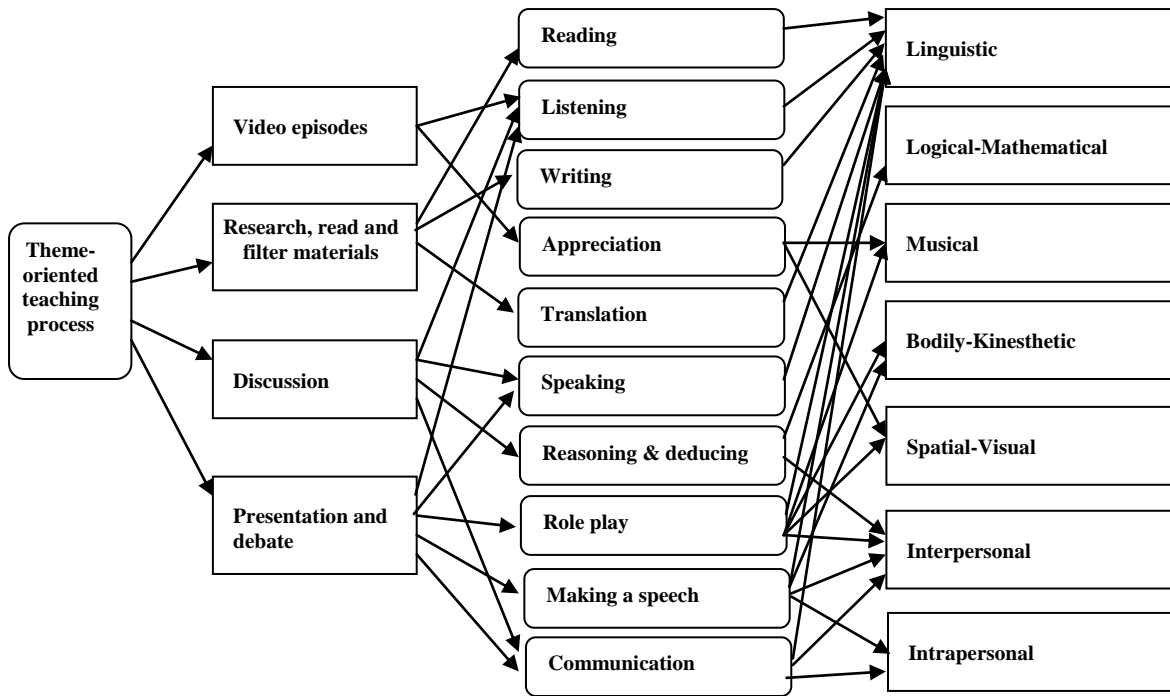 Theme-
oriented
teaching
process
Video episodes
Research, read and
filter materials
Discussion
Presentation and
debate
Reading
Listening
Writing
Appreciation
Translation
Speaking
Reasoning & deducing
Role play
Making a speech
Communication
Linguistic
Logical-Mathematical
Musical
Bodily-Kinesthetic
Spatial-Visual
Interpersonal
Intrapersonal